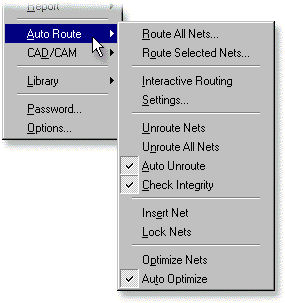 Report
Auto Route
CAD/CAM
Library
Password...
Options...
Route All Nets...
Route Selected Nets...
Interactive Routing
Settings...
Unroute Nets
Unroute All Nets
Auto Unroute
Check Integrity
Insert Net
Lock Nets
Optimize Nets
Auto Optimize